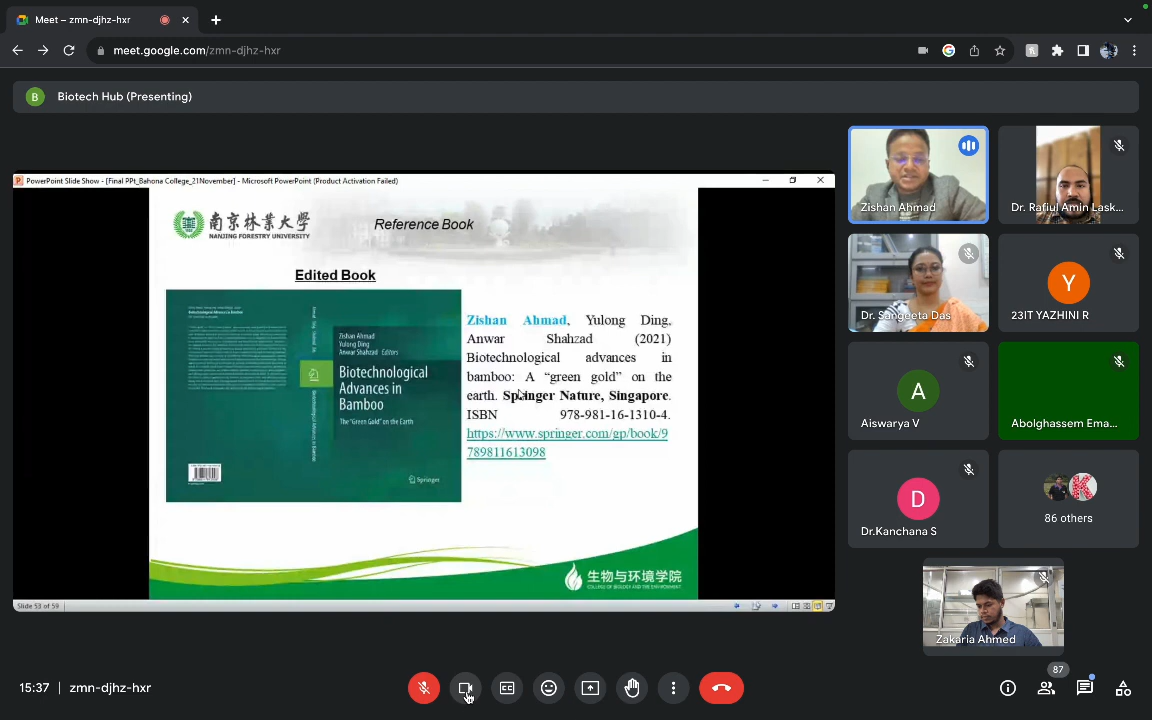 Meet – zmn-djhz-hxr
meet.google.com/zmn-djhz-hxr
B
Biotech Hub (Presenting)
PowerPoint Slide Show - [Final PPt_Bahona College_21November] - Microsoft PowerPoint (Product Activation Failed)
南京林業大學
NANJING FORESTRY UNIVERSITY
Reference Book
Edited Book
Zishan Ahmad
Yulong Ding
Anwar Shahzad Editors
Biotechnological
Advances in
Bamboo
The "Green Gold" on the Earth
Springer
Zishan Ahmad, Yulong Ding,
Anwar Shahzad (2021)
Biotechnological advances in
bamboo: A “green gold” on the
earth. Springer Nature, Singapore.
ISBN 978-981-16-1310-4.
https://www.springer.com/gp/book/9
789811613098
生物与环境学院
COLLEGE OF BIOLOGY AND THE ENVIRONMENT
Slide 53 of 59
Zishan Ahmad
Dr. Rafiul Amin Lask...
Dr. Sangeeta Das
Y
23IT YAZHINI R
A
Aiswarya V
Abolghassem Ema...
D
Dr.Kanchana S
K
86 others
Zakaria Ahmed
15:37 | zmn-djhz-hxr
87